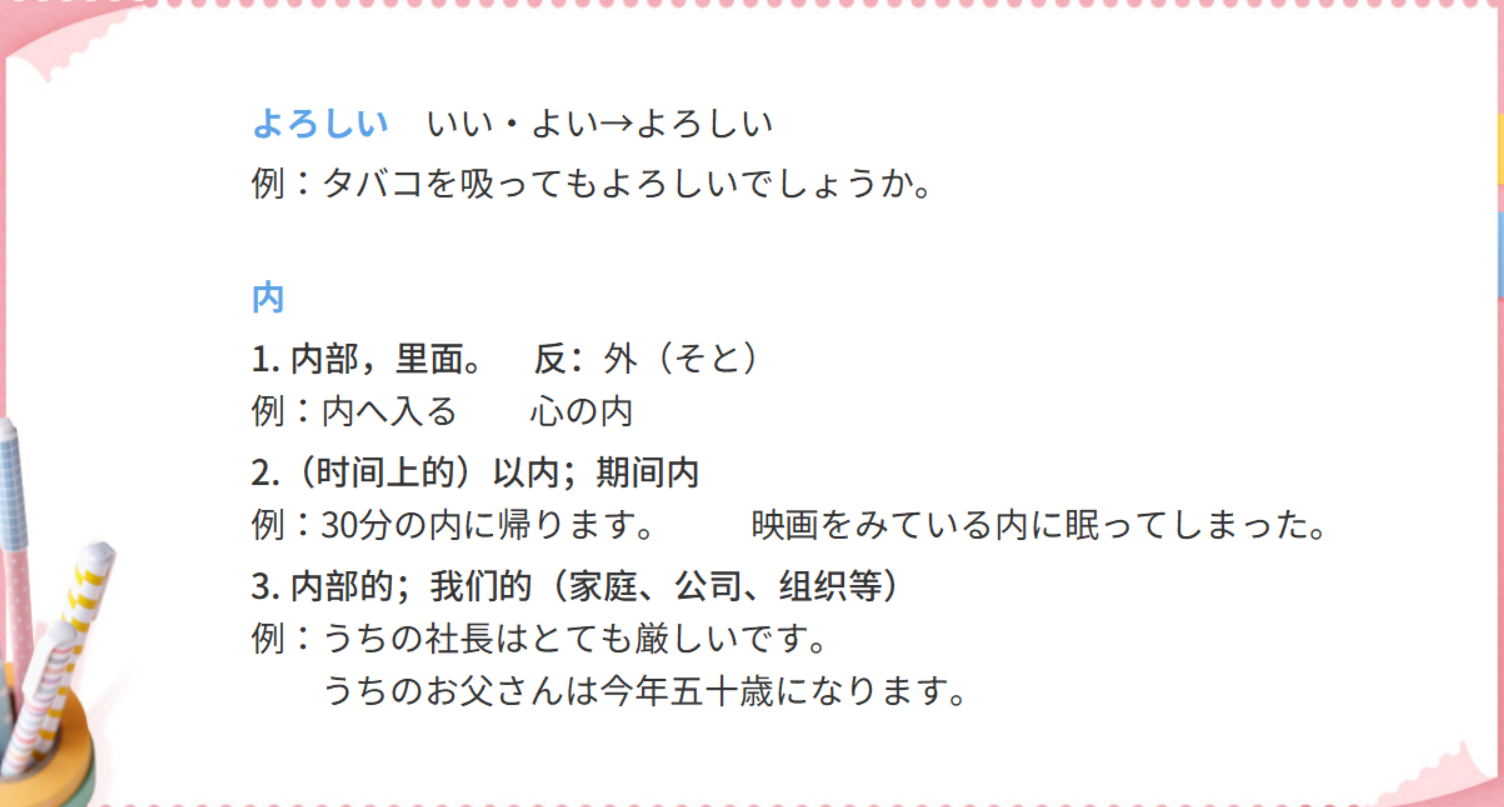 よろしい　いい・よい→よろしい
例：タバコを吸ってもよろしいでしょうか。
内
1. 内部，里面。　反：外（そと）
例：内へ入る　　心の内
2.（时间上的）以内；期间内
例：30分の内に帰ります。　　　映画をみている内に眠ってしまった。
3. 内部的；我们的（家庭、公司、组织等）
例：うちの社長はとても厳しいです。
うちのお父さんは今年五十歳になります。